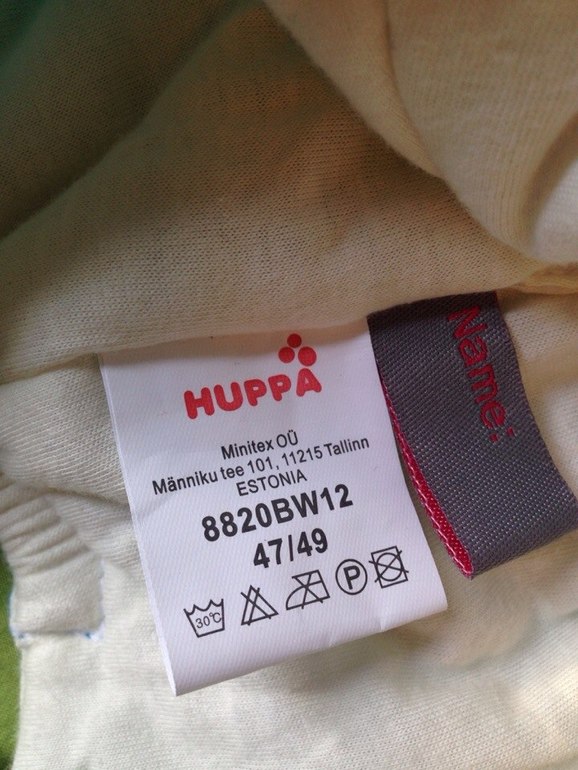 HUPPA
Minitex OÜ
Männiku tee 101, 11215 Tallinn
ESTONIA
8820BW12
47/49
30°C
P
Name: